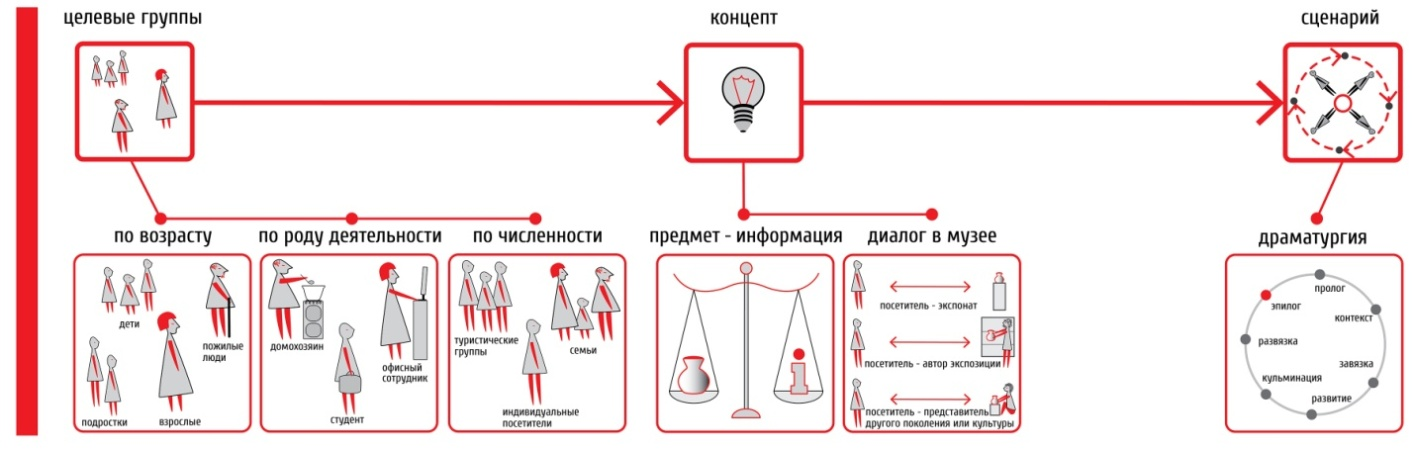 целевые группы
концепт
сценарий
по возрасту
по роду деятельности
по численности
предмет - информация
диалог в музее
драматургия
дети
пожилые
люди
подростки
взрослые
домохозяин
офисный
сотрудник
студент
туристические
группы
семьи
индивидуальные
посетители
посетитель - экспонат
посетитель - автор экспозиции
посетитель - представитель
другого поколения или культуры
пролог
эпилог
контекст
развязка
завязка
кульминация
развитие